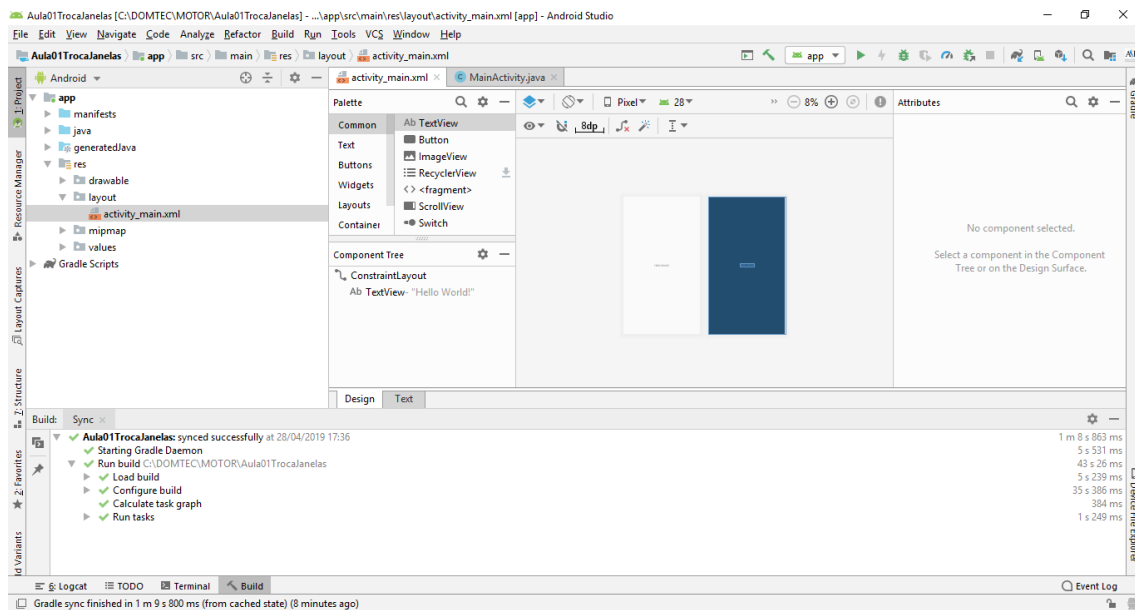 Aula01TrocaJanelas [C:\DOMTEC\MOTOR\Aula01TrocaJanelas] - ...\app\src\main\res\layout\activity_main.xml [app] - Android Studio
File Edit View Navigate Code Analyze Refactor Build Run Tools VCS Window Help
Aula01TrocaJanelas app src main res layout activity_main.xml
app
Android
activity_main.xml
MainActivity.java
1: Project
Resource Manager
Layout Captures
Z: Structure
2: Favorites
app
manifests
java
generatedJava
res
drawable
layout
activity_main.xml
mipmap
values
Gradle Scripts
Palette
Common
Text
Buttons
Widgets
Layouts
Container
Ab TextView
Button
ImageView
RecyclerView
<> <fragment>
ScrollView
Switch
Component Tree
ConstraintLayout
Ab TextView- "Hello World!"
Pixel 28
8%
8dp
Attributes
No component selected.
Select a component in the Component
Tree or on the Design Surface.
Gradle
Design Text
Build: Sync
Aula01TrocaJanelas: synced successfully at 28/04/2019 17:36 1 m 8 s 863 ms
Starting Gradle Daemon 5 s 531 ms
Run build C:\DOMTEC\MOTOR\Aula01TrocaJanelas 43 s 26 ms
Load build 5 s 239 ms
Configure build 35 s 386 ms
Calculate task graph 384 ms
Run tasks 1 s 249 ms
Device File Explorer
6: Logcat TODO Terminal Build Event Log
Gradle sync finished in 1 m 9 s 800 ms (from cached state) (8 minutes ago)